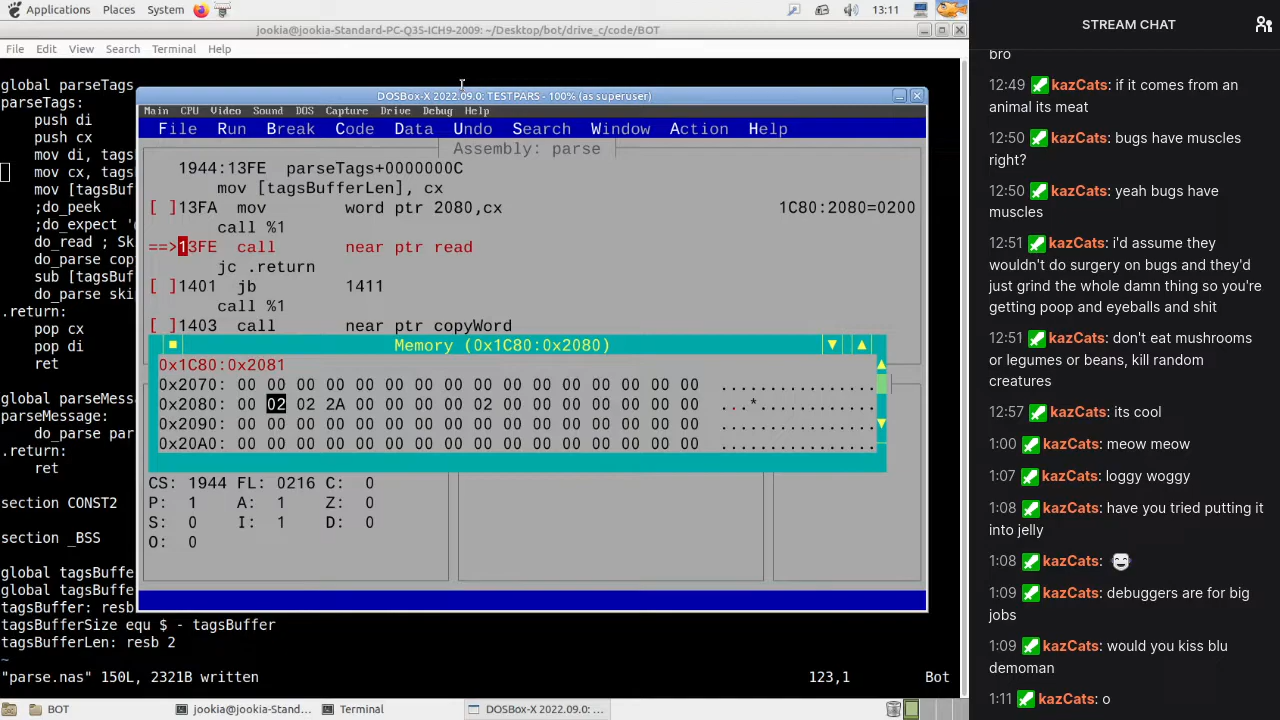 Applications Places System 13:11
jookia@jookia-Standard-PC-Q35-ICH9-2009: ~/Desktop/bot/drive_c/code/BOT
File Edit View Search Terminal Help
global parseTags
parseTags:
push di
push cx
mov di, tags
mov cx, tags
mov [tagsBuf
;do_peek
;do_expect '
do_read ; Sk
do_parse cop
sub [tagsBuf
do_parse ski
.return:
pop cx
pop di
ret
global parseMessa
parseMessage:
do_parse par
.return:
ret
section CONST2
section _BSS
global tagsBuffe
global tagsBuffe
tagsBuffer: resb
tagsBufferSize equ $ - tagsBuffer
tagsBufferLen: resb 2
~
"parse.nas" 150L, 2321B written 123,1 Bot
DOSBox-X 2022.09.0: TESTPARS - 100% (as superuser)
Main CPU Video Sound DOS Capture Drive Debug Help
File Run Break Code Data Undo Search Window Action Help
Assembly: parse
1944:13FE parseTags+0000000C
mov [tagsBufferLen], cx
[ ]13FA mov word ptr 2080,cx 1C80:2080=0200
call %1
==>13FE call near ptr read
jc .return
[ ]1401 jb 1411
call %1
[ ]1403 call near ptr copyWord
Memory (0x1C80:0x2080)
0x1C80:0x2081
0x2070: 00 00 00 00 00 00 00 00 00 00 00 00 00 00 00 00 ................
0x2080: 00 02 02 2A 00 00 00 00 02 00 00 00 00 00 00 00 ...*............
0x2090: 00 00 00 00 00 00 00 00 00 00 00 00 00 00 00 00 ................
0x20A0: 00 00 00 00 00 00 00 00 00 00 00 00 00 00 00 00 ................
CS: 1944 FL: 0216 C: 0
P: 1 A: 1 Z: 0
S: 0 I: 1 D: 0
O: 0
BOT jookia@jookia-Stand... Terminal DOSBox-X 2022.09.0: ...
STREAM CHAT
bro
12:49 kazCats: if it comes from an
animal its meat
12:50 kazCats: bugs have muscles
right?
12:50 kazCats: yeah bugs have
muscles
12:51 kazCats: i'd assume they
wouldn't do surgery on bugs and they'd
just grind the whole damn thing so you're
getting poop and eyeballs and shit
12:51 kazCats: don't eat mushrooms
or legumes or beans, kill random
creatures
12:57 kazCats: its cool
1:00 kazCats: meow meow
1:07 kazCats: loggy woggy
1:08 kazCats: have you tried putting it
into jelly
1:08 kazCats:
1:09 kazCats: debuggers are for big
jobs
1:09 kazCats: would you kiss blu
demoman
1:11 kazCats: o